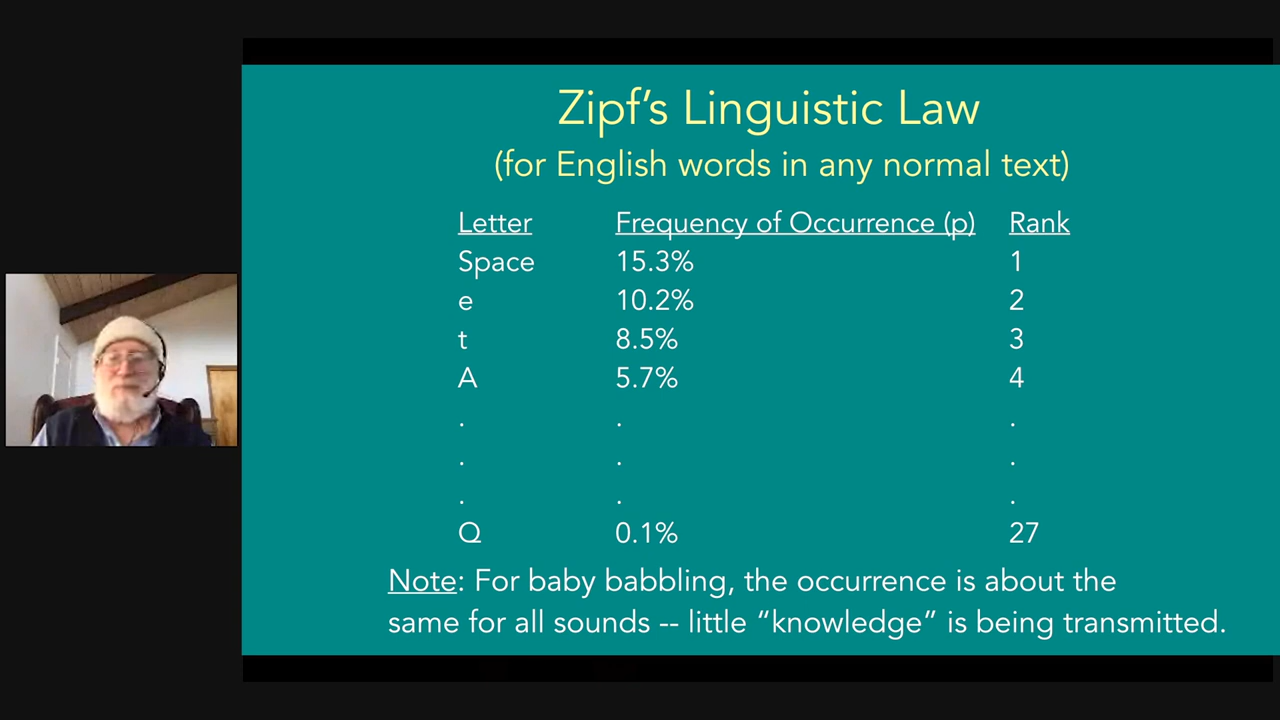 Zipf’s Linguistic Law
(for English words in any normal text)
Letter Frequency of Occurrence (p) Rank
Space 15.3% 1
e 10.2% 2
t 8.5% 3
A 5.7% 4
. . .
. . .
. . .
Q 0.1% 27
Note: For baby babbling, the occurrence is about the
same for all sounds -- little “knowledge” is being transmitted.